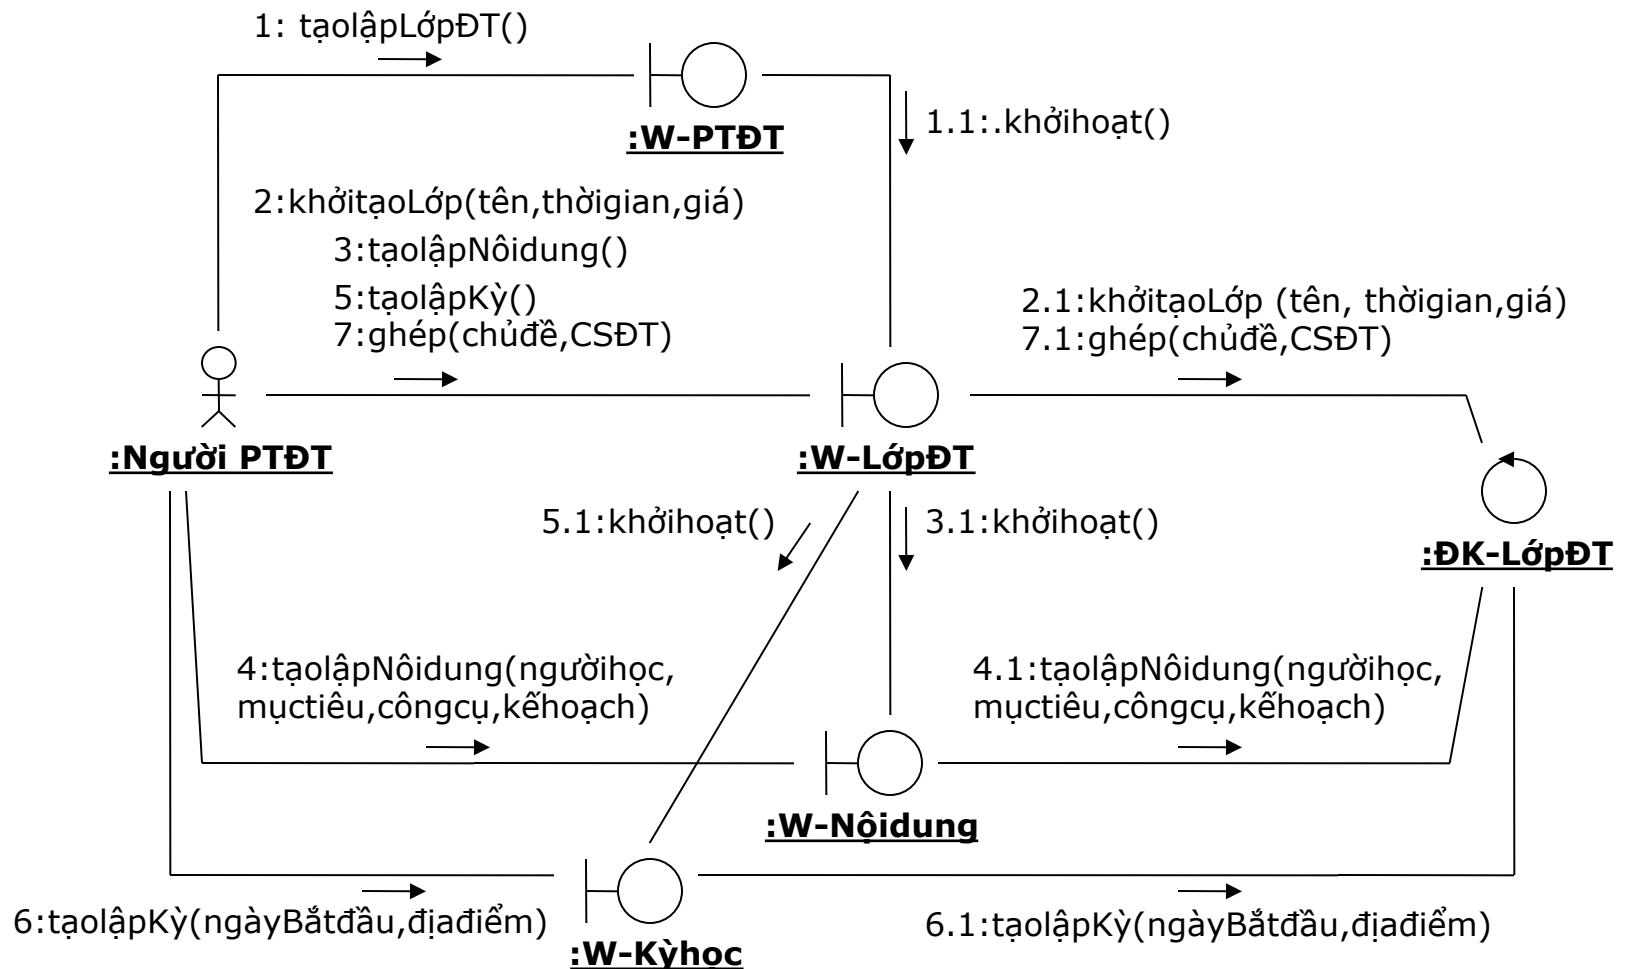 1: tạolậpLớpĐT()
1.1:.khởihoạt()
:W-PTĐT
2:khởitạoLớp(tên,thờigian,giá)
3:tạolậpNôidung()
5:tạolậpKỳ()
7:ghép(chủđề,CSĐT)
2.1:khởitạoLớp (tên, thờigian,giá)
7.1:ghép(chủđề,CSĐT)
:Người PTĐT
:W-LớpĐT
5.1:khởihoạt()
3.1:khởihoạt()
:ĐK-LớpĐT
4:tạolậpNôidung(ngườihọc,
mụctiêu,côngcụ,kếhoạch)
4.1:tạolậpNôidung(ngườihọc,
mụctiêu,côngcụ,kếhoạch)
:W-Nộidung
6:tạolậpKỳ(ngàyBắtđầu,địađiểm)
6.1:tạolậpKỳ(ngàyBắtđầu,địađiểm)
:W-Kỳhọc